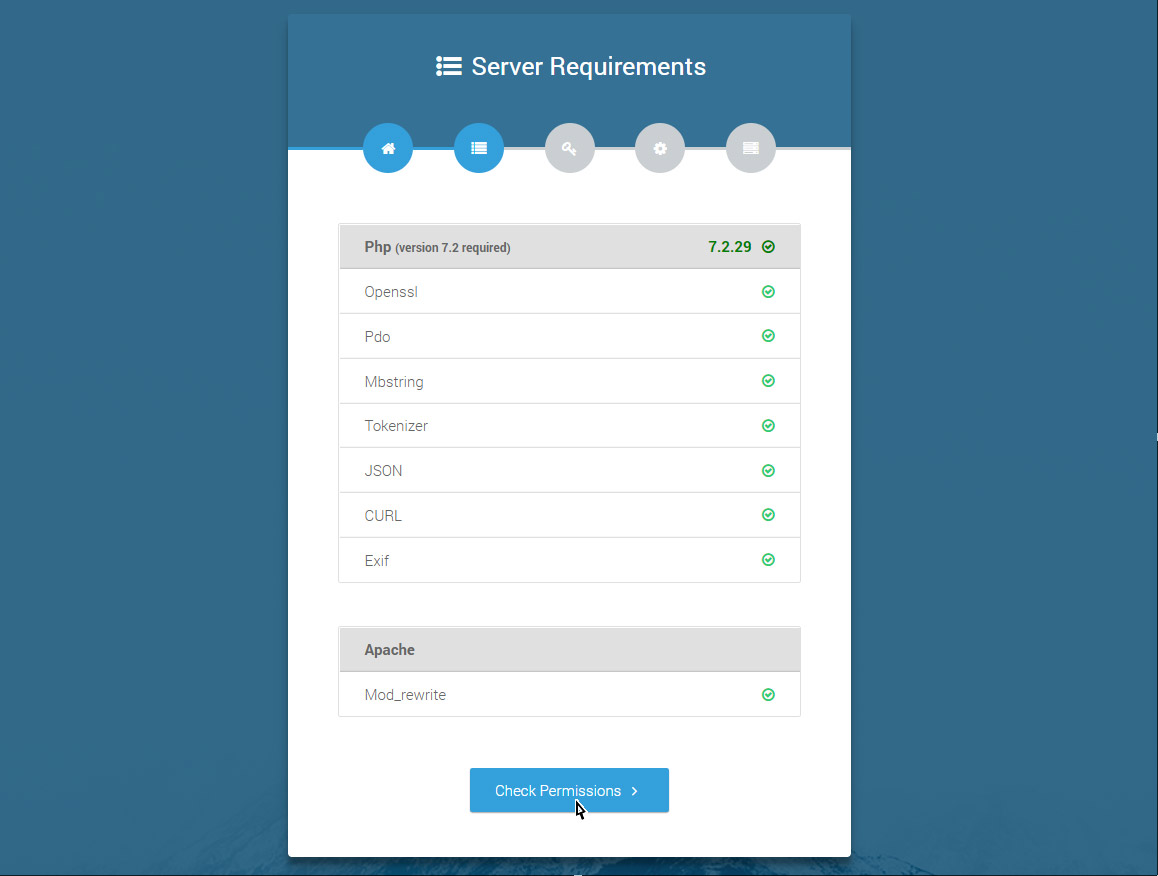 Server Requirements
Php (version 7.2 required) 7.2.29
Openssl
Pdo
Mbstring
Tokenizer
JSON
CURL
Exif
Apache
Mod_rewrite
Check Permissions